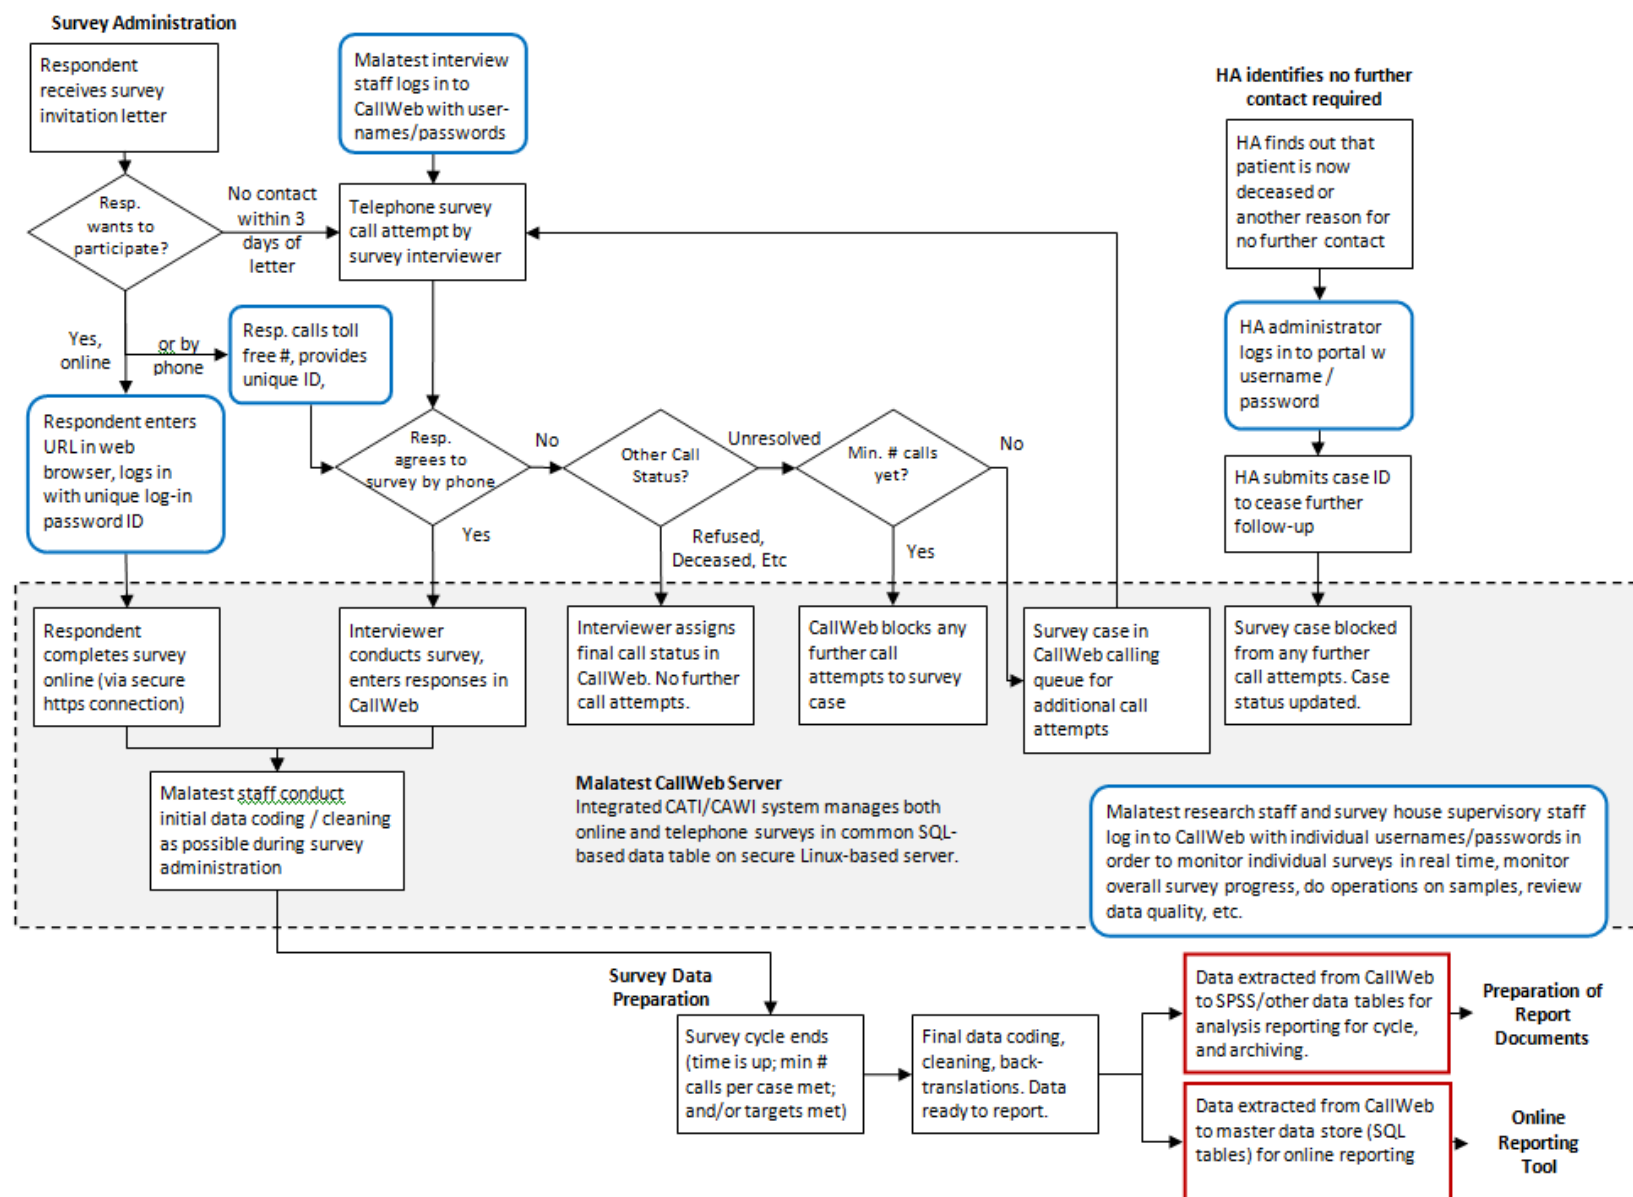 Survey Administration
Respondent
receives survey
invitation letter
Malatest interview
staff logs in to
CallWeb with user-
names/passwords
HA identifies no further
contact required
HA finds out that
patient is now
deceased or
another reason for
no further contact
Resp.
wants to
participate?
No contact
within 3
days of
letter
Telephone survey
call attempt by
survey interviewer
Yes,
online
or by
phone
Resp. calls toll
free #, provides
unique ID,
HA administrator
logs in to portal w
username /
password
Respondent enters
URL in web
browser, logs in
with unique log-in
password ID
Resp.
agrees to
survey by phone
No
Other Call
Status?
Unresolved
Min. # calls
yet?
No
HA submits case ID
to cease further
follow-up
Yes
Refused,
Deceased, Etc
Yes
Respondent
completes survey
online (via secure
https connection)
Interviewer
conducts survey,
enters responses in
CallWeb
Interviewer assigns
final call status in
CallWeb. No further
call attempts.
CallWeb blocks any
further call
attempts to survey
case
Survey case in
CallWeb calling
queue for
additional call
attempts
Survey case blocked
from any further
call attempts. Case
status updated.
Malatest staff conduct
initial data coding / cleaning
as possible during survey
administration
Malatest CallWeb Server
Integrated CATI/CAWI system manages both
online and telephone surveys in common SQL-
based data table on secure Linux-based server.
Malatest research staff and survey house supervisory staff
log in to CallWeb with individual usernames/passwords in
order to monitor individual surveys in real time, monitor
overall survey progress, do operations on samples, review
data quality, etc.
Survey Data
Preparation
Survey cycle ends
(time is up; min #
calls per case met;
and/or targets met)
Final data coding,
cleaning, back-
translations. Data
ready to report.
Data extracted from CallWeb
to SPSS/other data tables for
analysis reporting for cycle,
and archiving.
Preparation of
Report
Documents
Data extracted from CallWeb
to master data store (SQL
tables) for online reporting
Online
Reporting
Tool